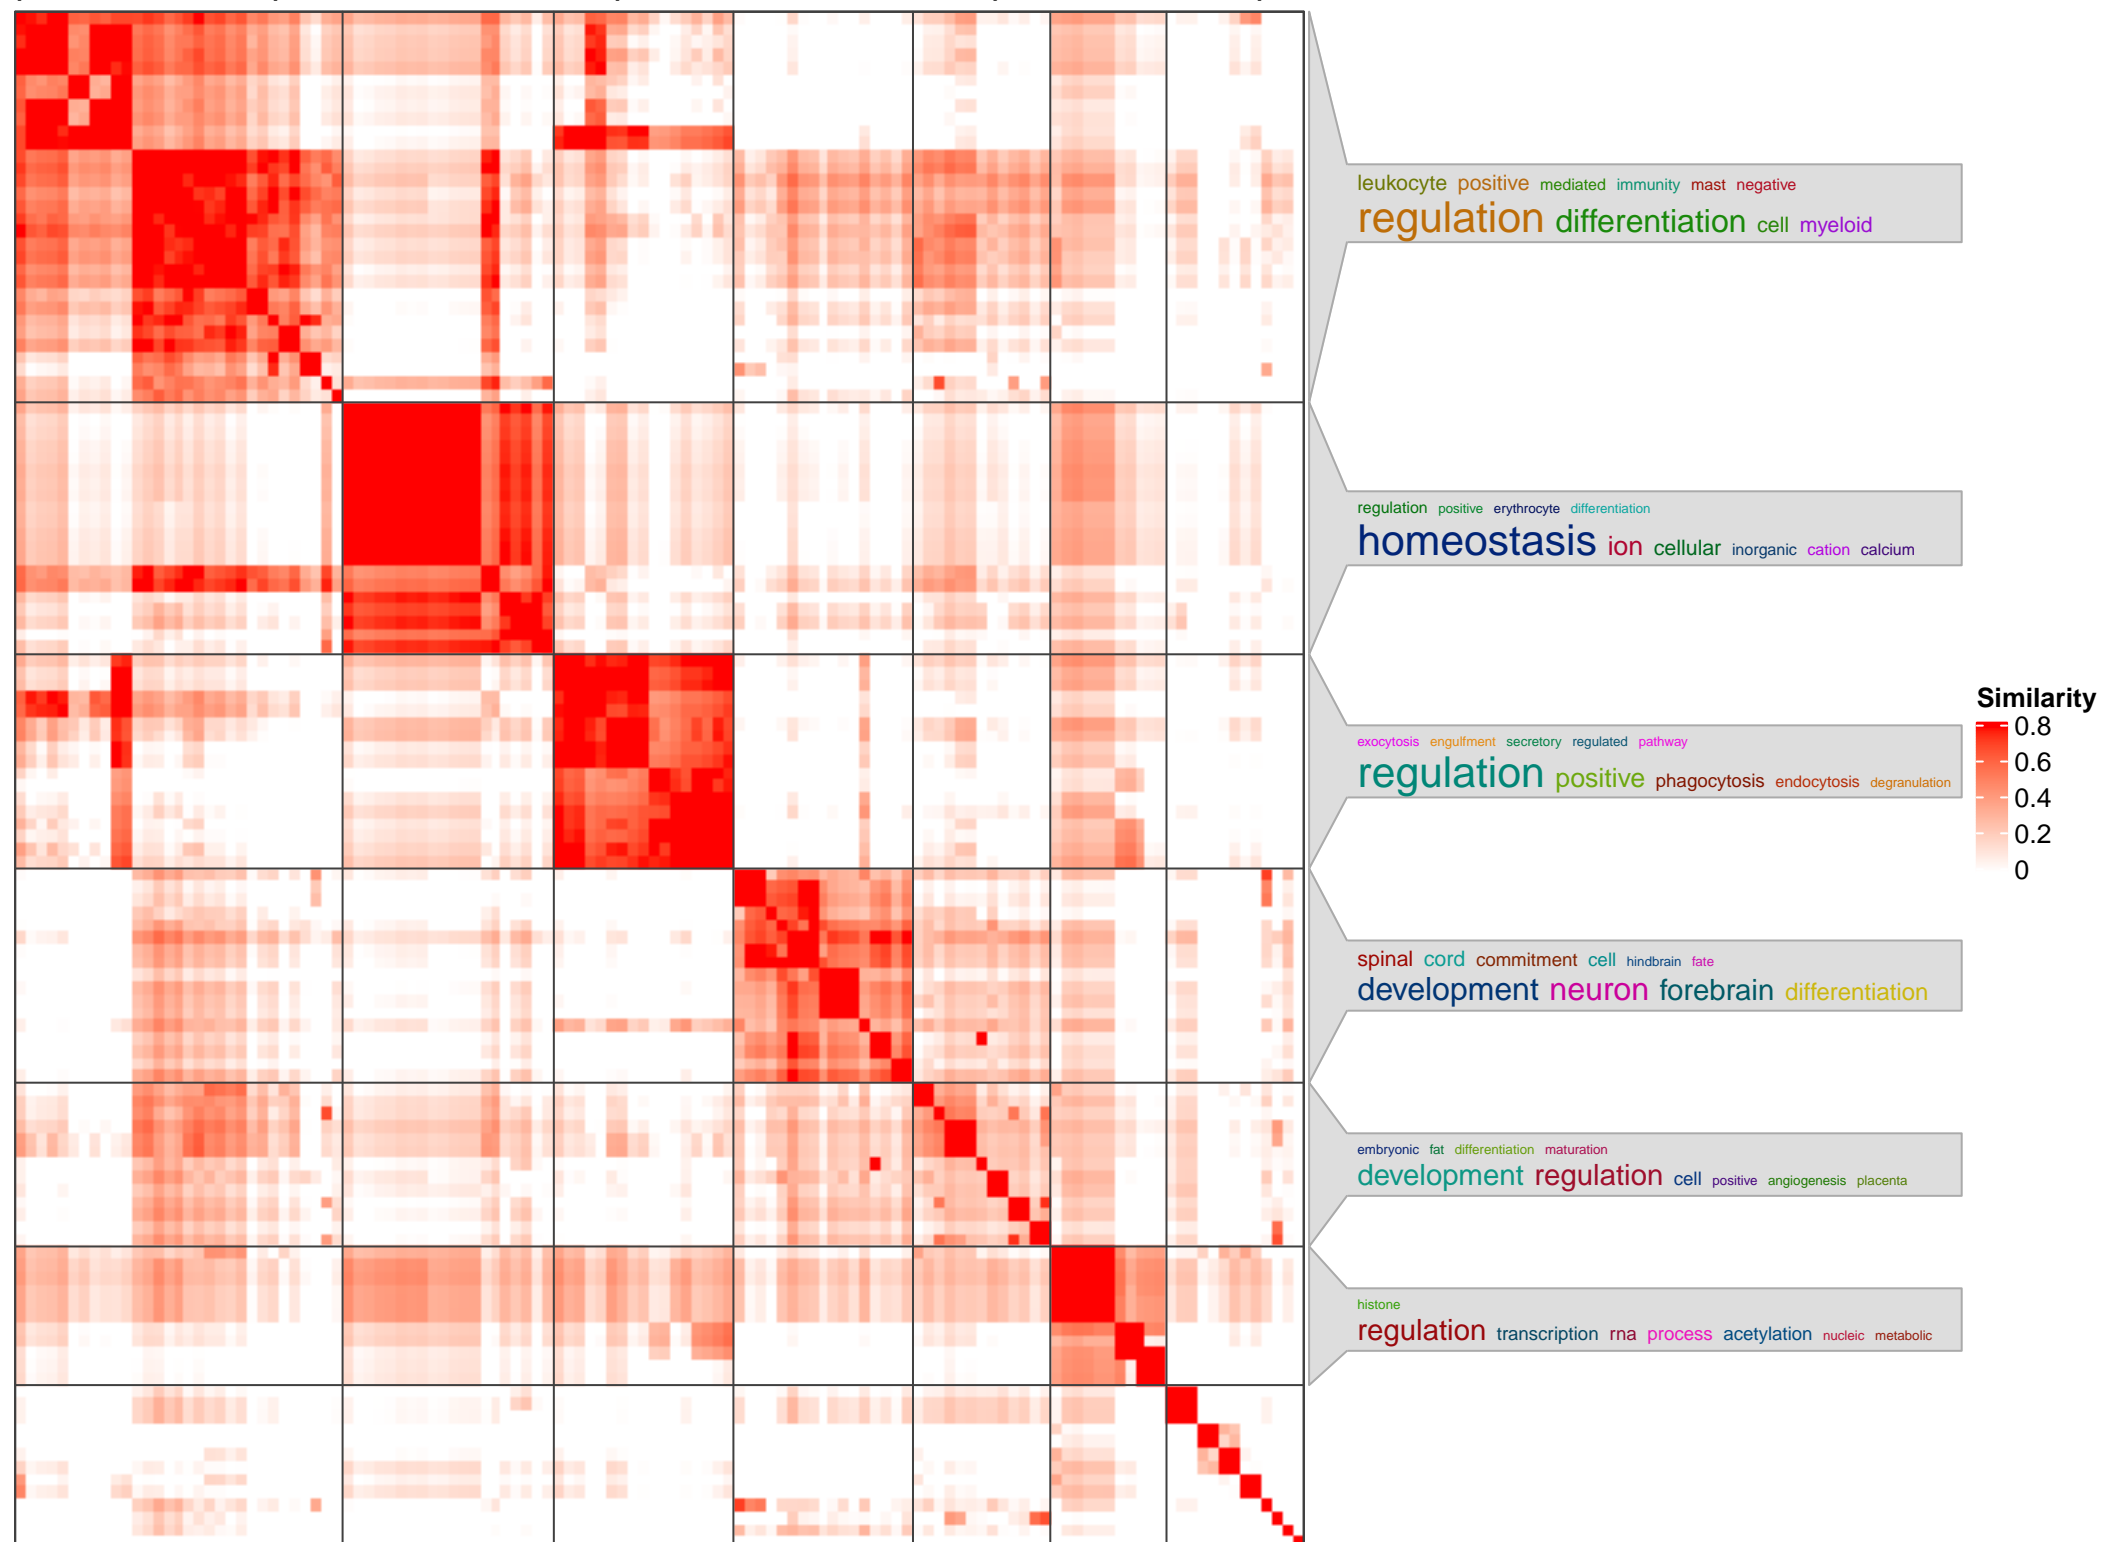 leukocyte positive mediated immunity mast negative
regulation differentiation cell myeloid
regulation positive erythrocyte differentiation
homeostasis ion cellular inorganic cation calcium
exocytosis engulfment secretory regulated pathway
regulation positive phagocytosis endocytosis degranulation
Similarity
0.8
0.6
0.4
0.2
0
spinal cord commitment cell hindbrain fate
development neuron forebrain differentiation
embryonic fat differentiation maturation
development regulation cell positive angiogenesis placenta
histone
regulation transcription rna process acetylation nucleic metabolic